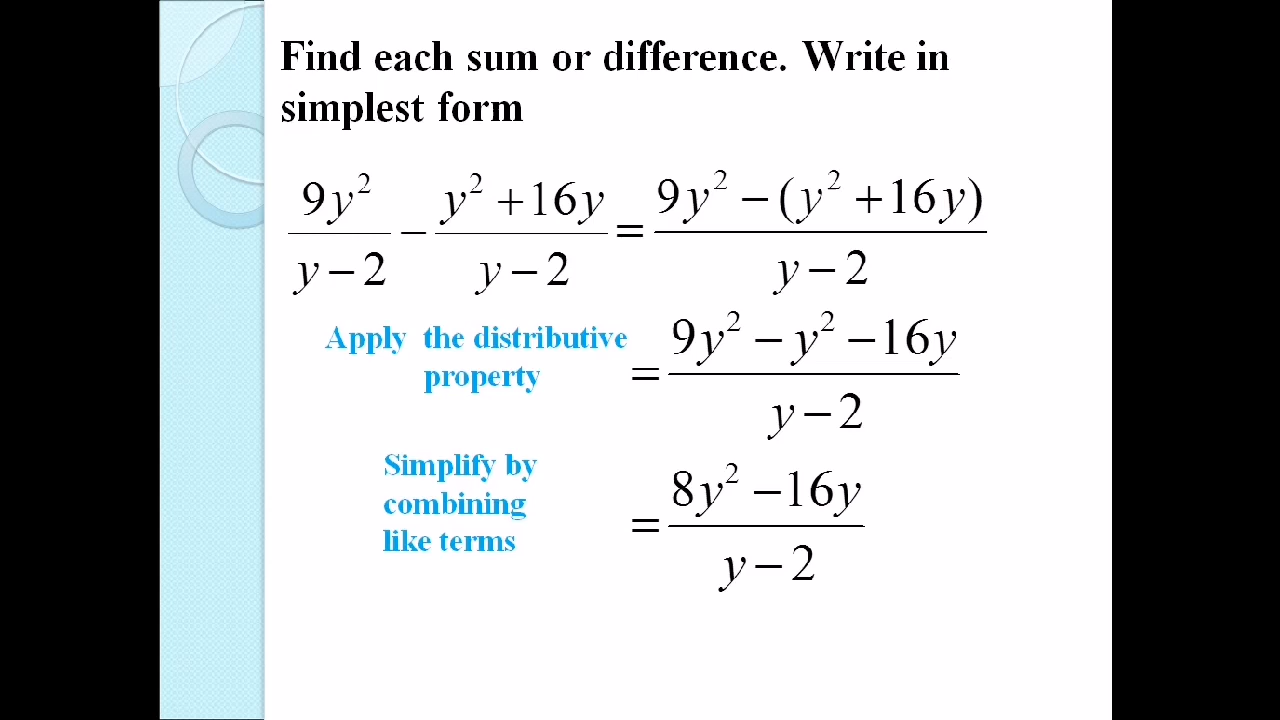 Find each sum or difference. Write in
simplest form
9y² / y − 2 − y² + 16y / y − 2 = 9y² − (y² + 16y) / y − 2
Apply the distributive
property
= 9y² − y² − 16y / y − 2
Simplify by
combining
like terms
= 8y² − 16y / y − 2